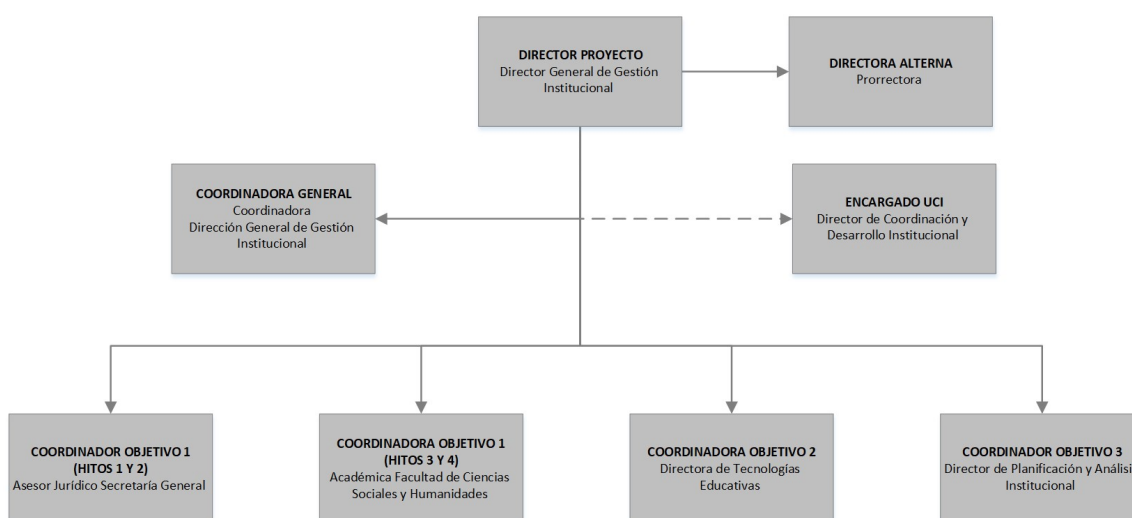 DIRECTOR PROYECTO
Director General de Gestión
Institucional
DIRECTORA ALTERNA
Prorrectora
COORDINADORA GENERAL
Coordinadora
Dirección General de Gestión
Institucional
ENCARGADO UCI
Director de Coordinación y
Desarrollo Institucional
COORDINADOR OBJETIVO 1
(HITOS 1 Y 2)
Asesor Jurídico Secretaría General
COORDINADORA OBJETIVO 1
(HITOS 3 Y 4)
Académica Facultad de Ciencias
Sociales y Humanidades
COORDINADORA OBJETIVO 2
Directora de Tecnologías
Educativas
COORDINADOR OBJETIVO 3
Director de Planificación y Análisis
Institucional